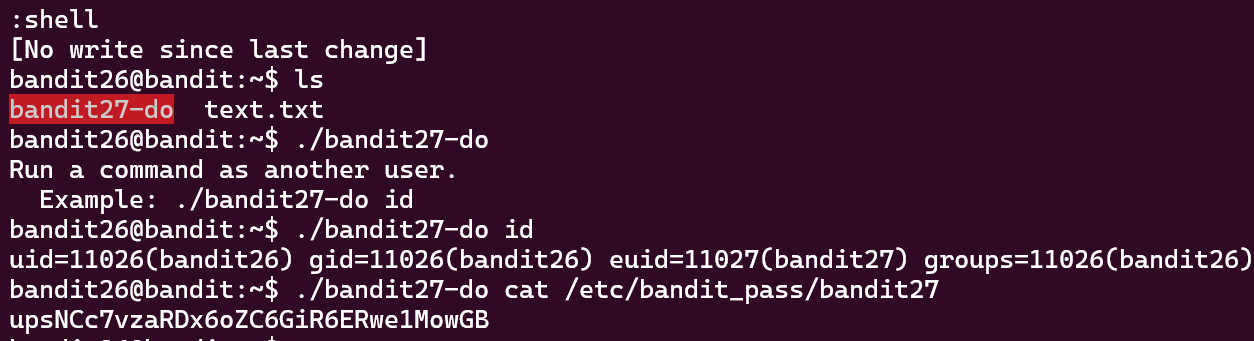 :shell
[No write since last change]
bandit26@bandit:~$ ls
bandit27-do  text.txt
bandit26@bandit:~$ ./bandit27-do
Run a command as another user.
  Example: ./bandit27-do id
bandit26@bandit:~$ ./bandit27-do id
uid=11026(bandit26) gid=11026(bandit26) euid=11027(bandit27) groups=11026(bandit26)
bandit26@bandit:~$ ./bandit27-do cat /etc/bandit_pass/bandit27
upsNCc7vzaRDx6oZC6GiR6ERwe1MowGB